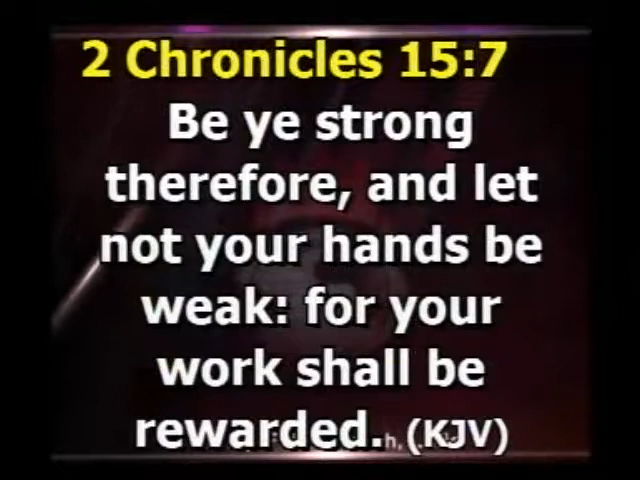 2 Chronicles 15:7
Be ye strong
therefore, and let
not your hands be
weak: for your
work shall be
rewarded. (KJV)